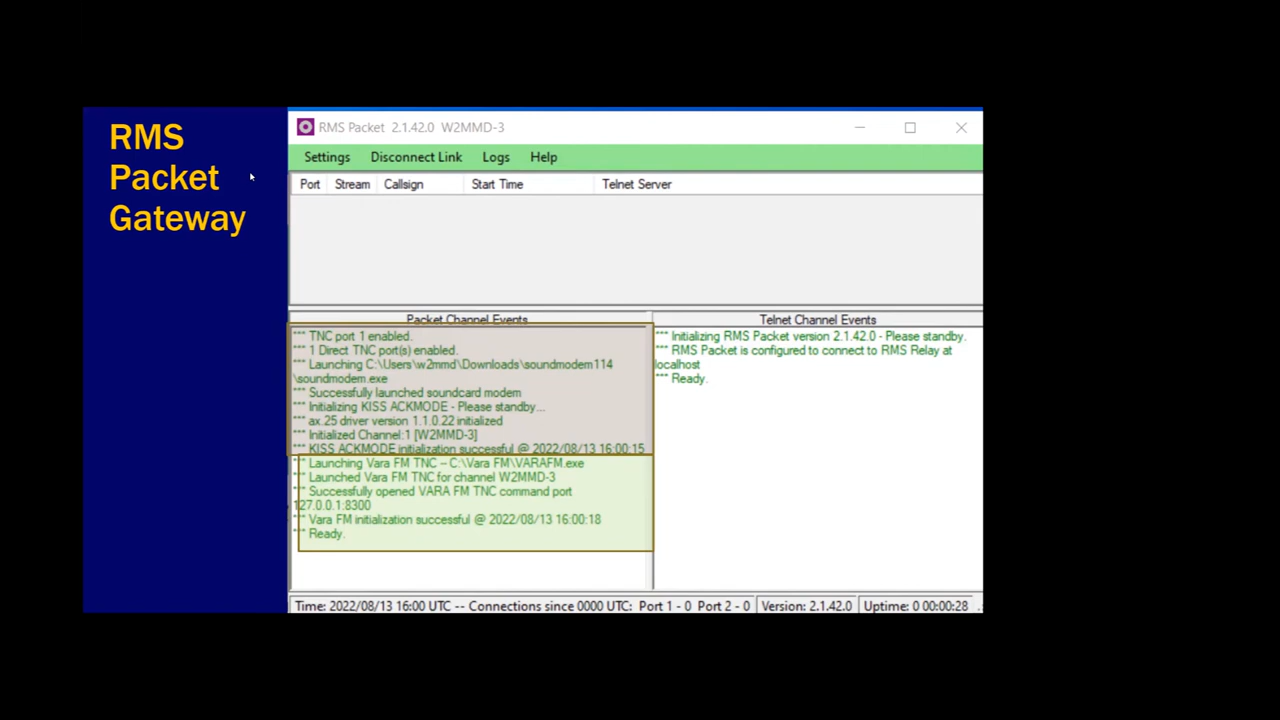 RMS
Packet
Gateway
RMS Packet 2.1.42.0 W2MMD-3
Settings Disconnect Link Logs Help
Port Stream Callsign Start Time Telnet Server
Packet Channel Events
*** TNC port 1 enabled.
*** 1 Direct TNC port(s) enabled.
*** Launching C:\Users\w2mmd\Downloads\soundmodem114
\soundmodem.exe
*** Successfully launched soundcard modem
*** Initializing KISS ACKMODE - Please standby...
*** ax.25 driver version 1.1.0.22 initialized
*** Initialized Channel:1 [W2MMD-3]
*** KISS ACKMODE initialization successful @ 2022/08/13 16:00:15
*** Launching Vara FM TNC -- C:\Vara FM\VARAFM.exe
*** Launched Vara FM TNC for channel W2MMD-3
*** Successfully opened VARA FM TNC command port
127.0.0.1:8300
*** Vara FM initialization successful @ 2022/08/13 16:00:18
*** Ready.
Telnet Channel Events
*** Initializing RMS Packet version 2.1.42.0 - Please standby.
*** RMS Packet is configured to connect to RMS Relay at
localhost
*** Ready.
Time: 2022/08/13 16:00 UTC -- Connections since 0000 UTC: Port 1 - 0 Port 2 - 0 Version: 2.1.42.0 Uptime: 0 00:00:28